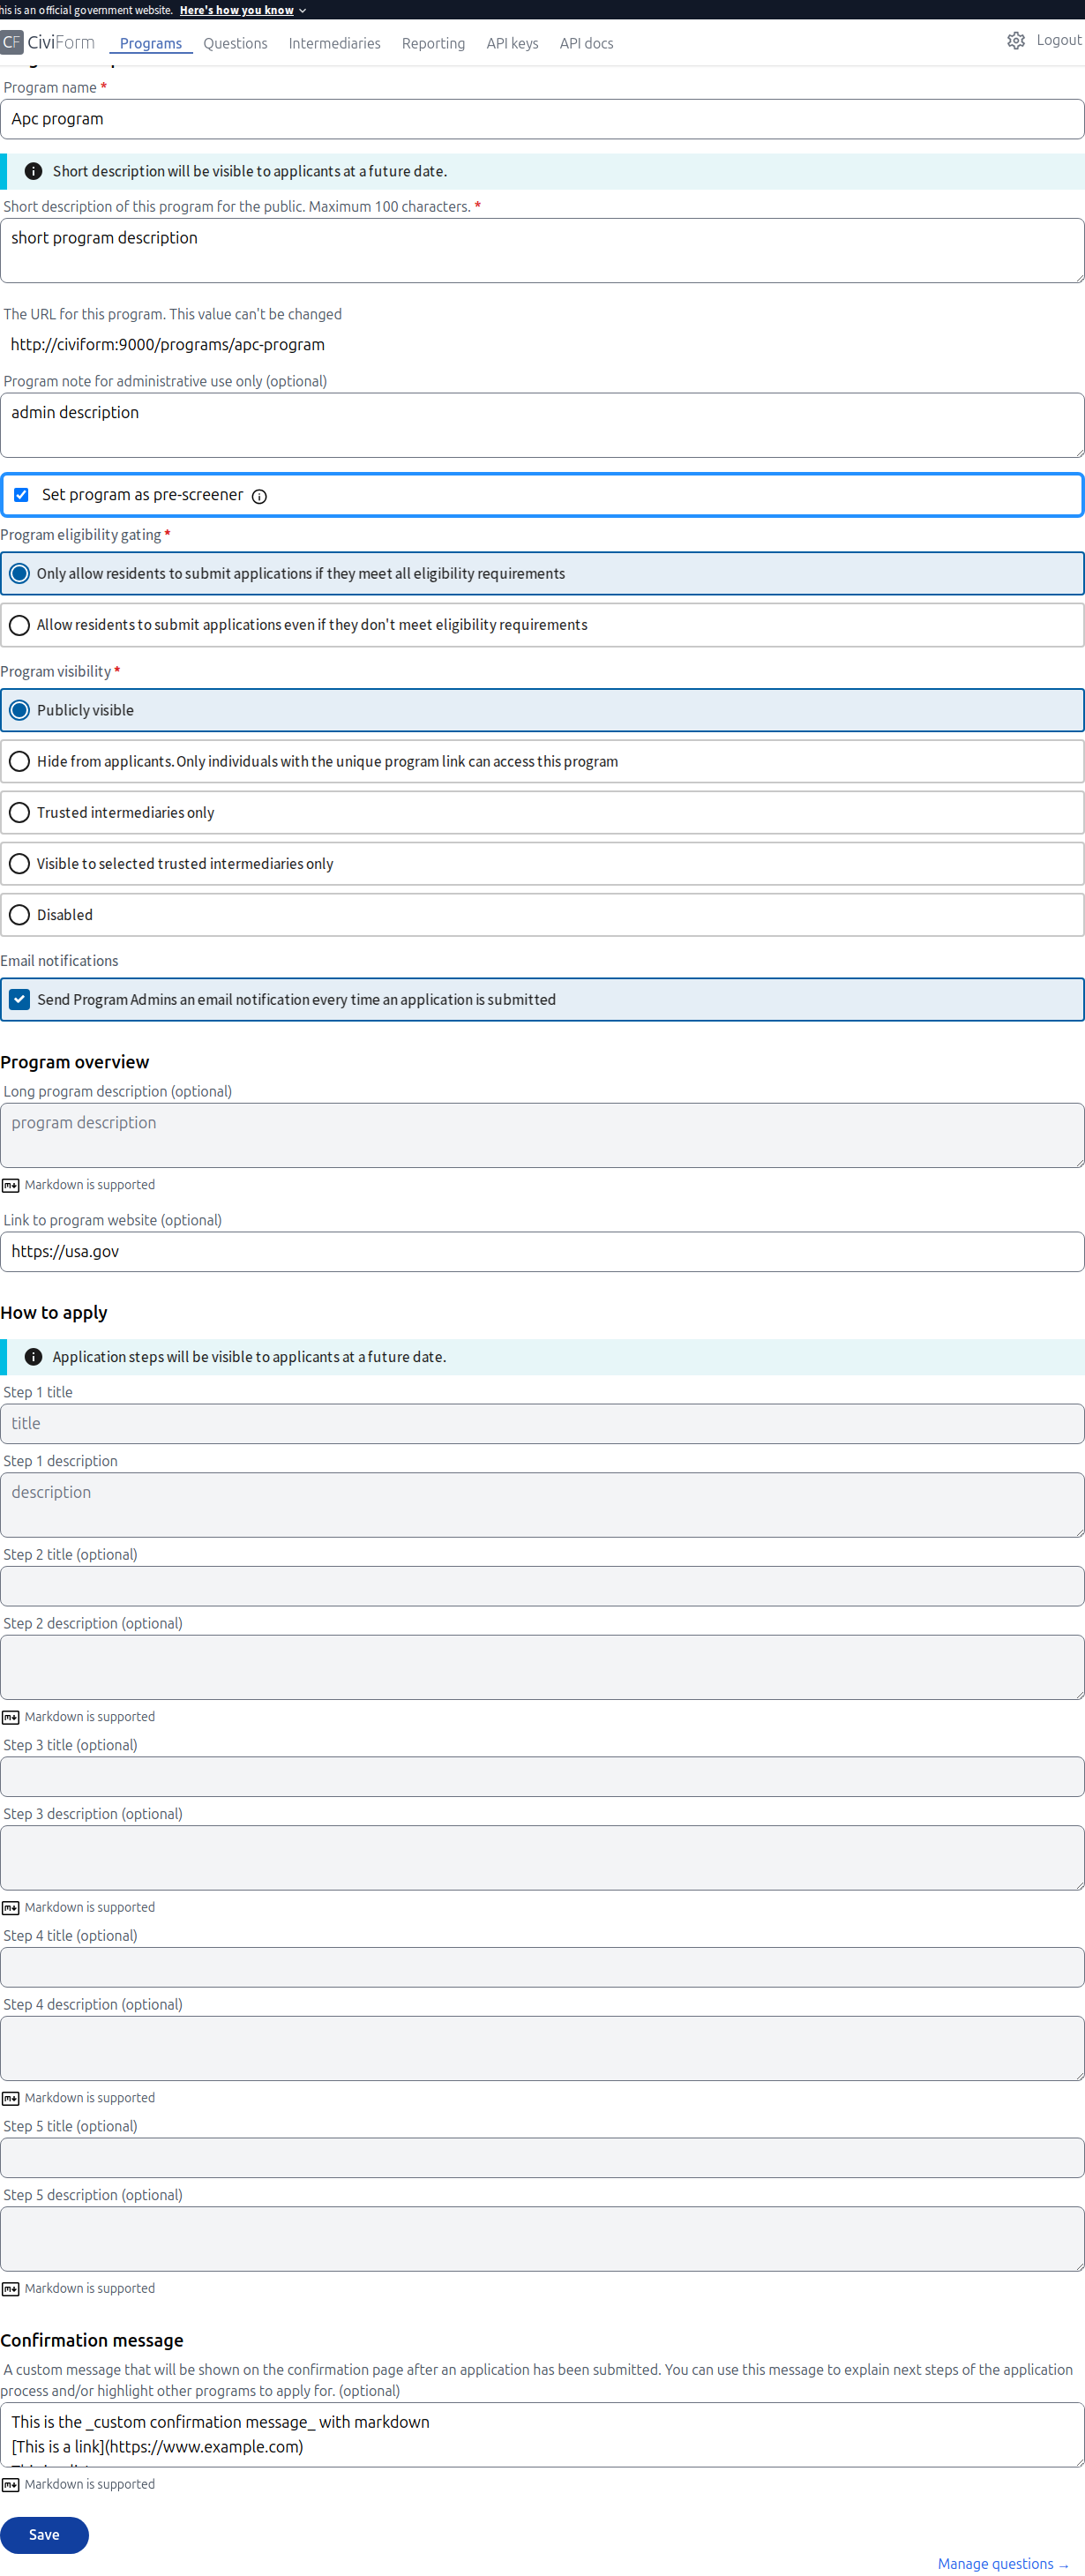 his is an official government website. Here's how you know
CF CiviForm Programs Questions Intermediaries Reporting API keys API docs Logout
Program name *
Apc program
Short description will be visible to applicants at a future date.
Short description of this program for the public. Maximum 100 characters. *
short program description
The URL for this program. This value can't be changed
http://civiform:9000/programs/apc-program
Program note for administrative use only (optional)
admin description
Set program as pre-screener
Program eligibility gating *
Only allow residents to submit applications if they meet all eligibility requirements
Allow residents to submit applications even if they don't meet eligibility requirements
Program visibility *
Publicly visible
Hide from applicants. Only individuals with the unique program link can access this program
Trusted intermediaries only
Visible to selected trusted intermediaries only
Disabled
Email notifications
Send Program Admins an email notification every time an application is submitted
Program overview
Long program description (optional)
program description
Markdown is supported
Link to program website (optional)
https://usa.gov
How to apply
Application steps will be visible to applicants at a future date.
Step 1 title
title
Step 1 description
description
Step 2 title (optional)
Step 2 description (optional)
Markdown is supported
Step 3 title (optional)
Step 3 description (optional)
Markdown is supported
Step 4 title (optional)
Step 4 description (optional)
Markdown is supported
Step 5 title (optional)
Step 5 description (optional)
Markdown is supported
Confirmation message
A custom message that will be shown on the confirmation page after an application has been submitted. You can use this message to explain next steps of the application
process and/or highlight other programs to apply for. (optional)
This is the _custom confirmation message_ with markdown
[This is a link](https://www.example.com)
Markdown is supported
Save
Manage questions →